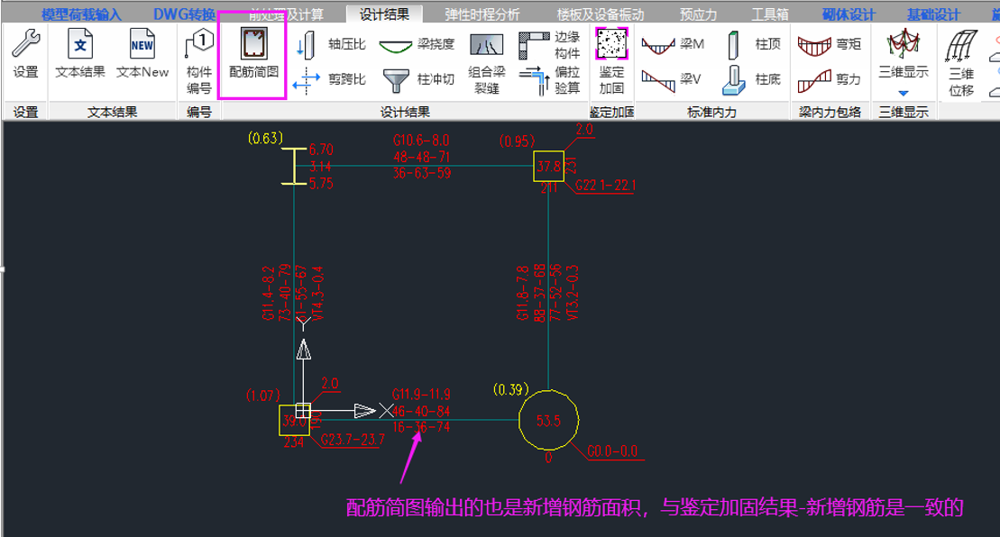 模型荷载输入 DWG转换 前处理及计算 设计结果 弹性时程分析 楼板及设备振动 预应力 工具箱 砌体设计 基础设计
设置 文本结果 文本New 构件编号 配筋简图 轴压比 剪跨比 梁挠度 柱冲切 组合梁裂缝 边缘构件 偏拉验算 鉴定加固 梁M 梁V 柱顶 柱底 弯矩 剪力 三维显示 三维位移
设置 文本结果 编号 设计结果 鉴定加固 标准内力 梁内力包络 三维显示
(0.63)
6.70
3.14
5.75
G10.6-8.0
48-48-71
36-63-59
(0.95)
2.0
37.8
231
211
G22.1-22.1
G11.4-8.2
73-40-79
1-55-67
VT4.3-0.4
G11.8-7.8
88-37-68
77-52-56
VT3.2-0.3
Y
X
(1.07)
2.0
39.0
190
234
G23.7-23.7
G11.9-11.9
46-40-84
16-36-74
(0.39)
53.5
0
G0.0-0.0
配筋简图输出的也是新增钢筋面积，与鉴定加固结果-新增钢筋是一致的